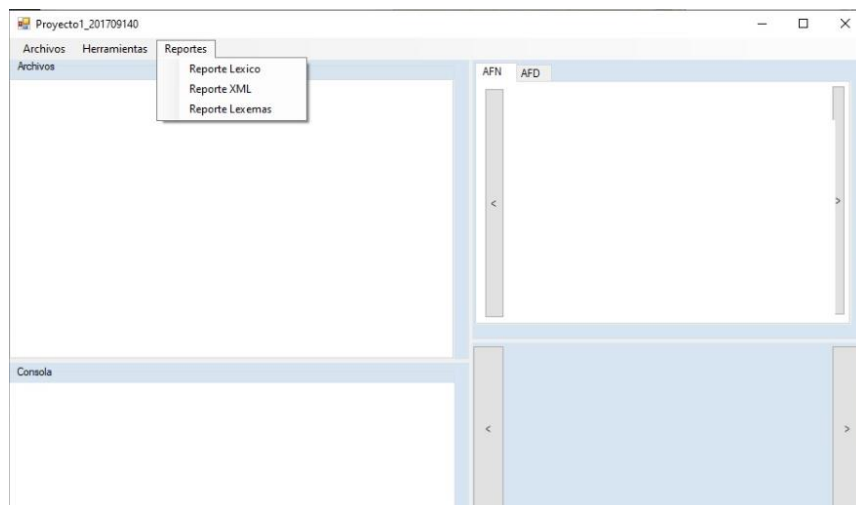 Proyecto1_201709140
Archivos Herramientas Reportes
Reporte Lexico
Reporte XML
Reporte Lexemas
Archivos
AFN AFD
< >
Consola
< >